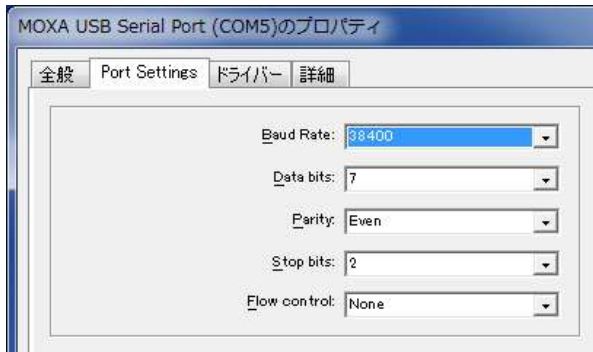 MOXA USB Serial Port (COM5)のプロパティ
全般 Port Settings ドライバー 詳細
Baud Rate: 38400
Data bits: 7
Parity: Even
Stop bits: 2
Flow control: None